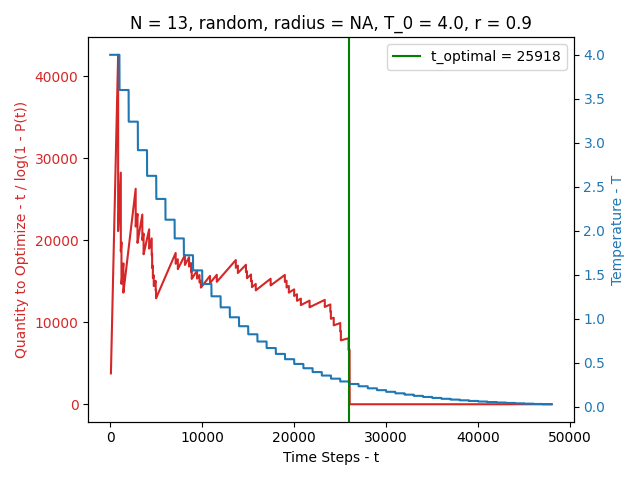 N = 13, random, radius = NA, T_0 = 4.0, r = 0.9
t_optimal = 25918
Quantity to Optimize - t / log(1 - P(t))
40000
30000
20000
10000
0
4.0
3.5
3.0
2.5
2.0
1.5
1.0
0.5
0.0
Temperature - T
0 10000 20000 30000 40000 50000
Time Steps - t